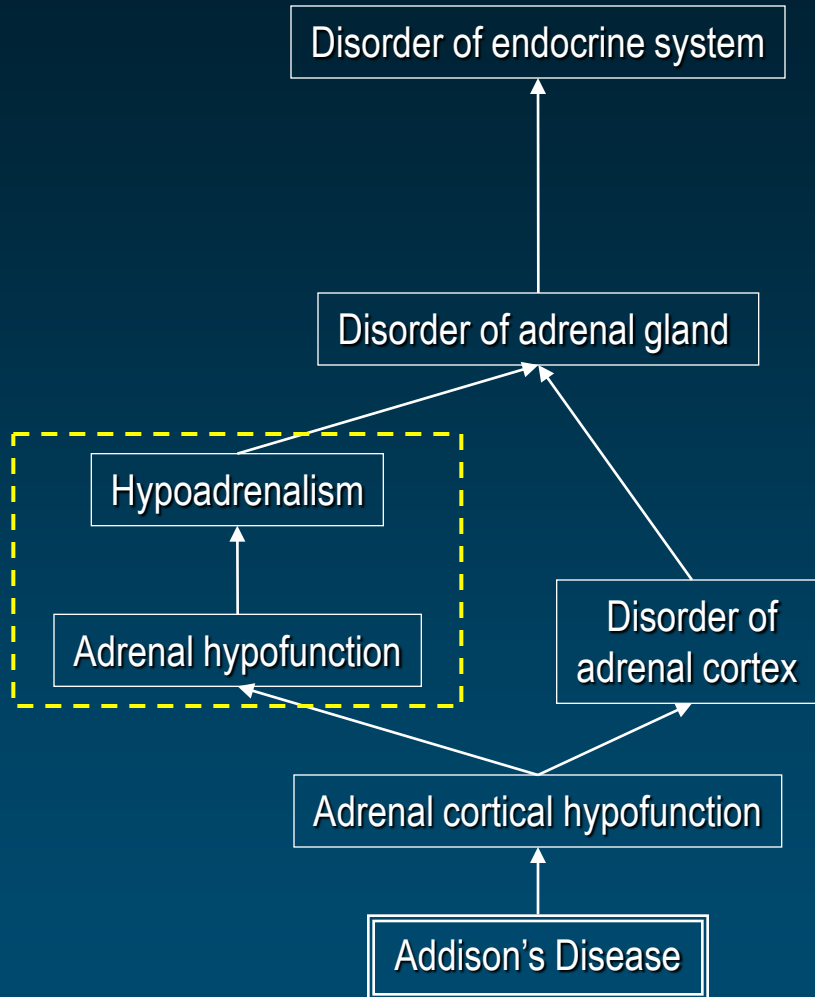 Disorder of endocrine system
Disorder of adrenal gland
Hypoadrenalism
Adrenal hypofunction
Disorder of
adrenal cortex
Adrenal cortical hypofunction
Addison’s Disease